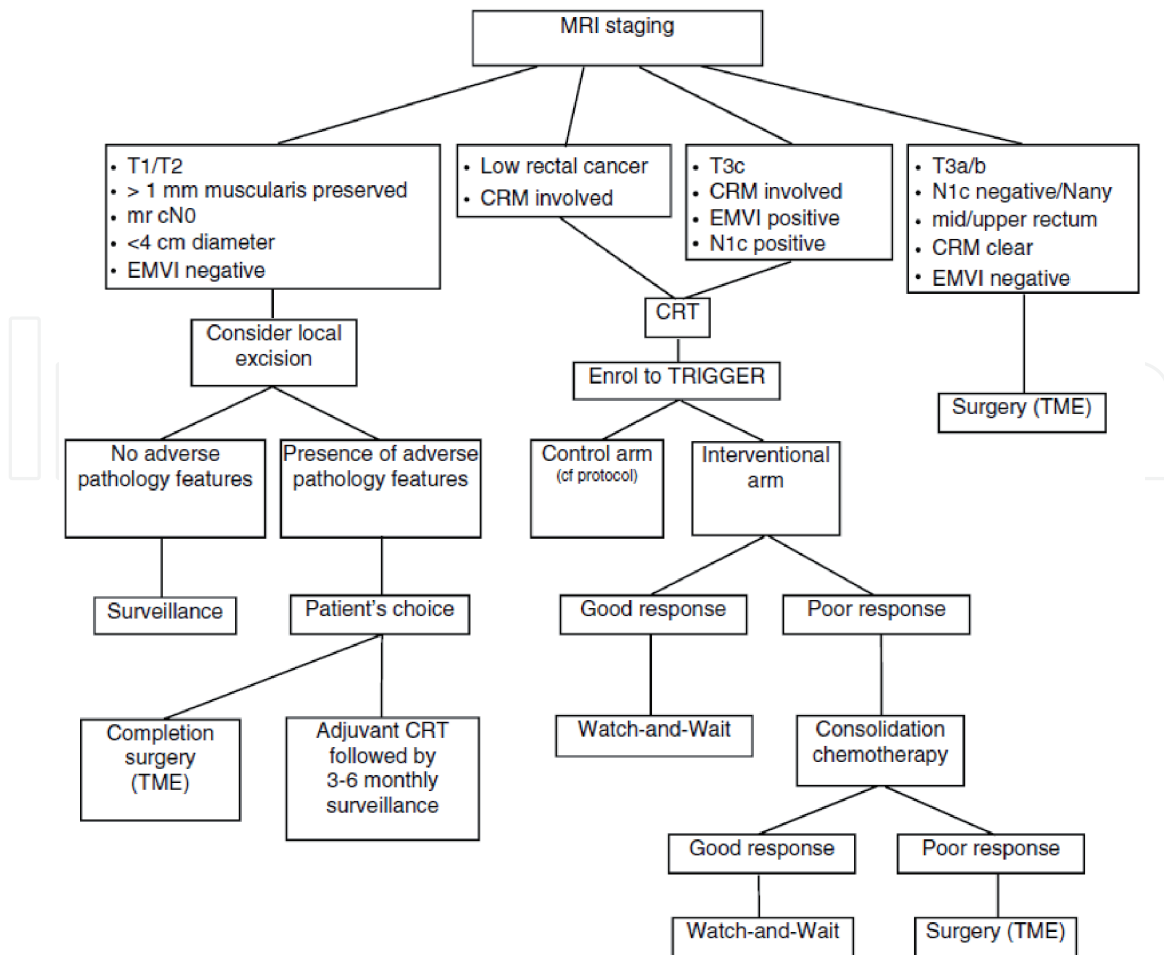 MRI staging
• T1/T2
• > 1 mm muscularis preserved
• mr cN0
• <4 cm diameter
• EMVI negative
• Low rectal cancer
• CRM involved
• T3c
• CRM involved
• EMVI positive
• N1c positive
• T3a/b
• N1c negative/Nany
• mid/upper rectum
• CRM clear
• EMVI negative
Consider local
excision
CRT
Enrol to TRIGGER
Surgery (TME)
No adverse
pathology features
Presence of adverse
pathology features
Control arm
(cf protocol)
Interventional
arm
Surveillance
Patient's choice
Good response
Poor response
Completion
surgery
(TME)
Adjuvant CRT
followed by
3-6 monthly
surveillance
Watch-and-Wait
Consolidation
chemotherapy
Good response
Poor response
Watch-and-Wait
Surgery (TME)